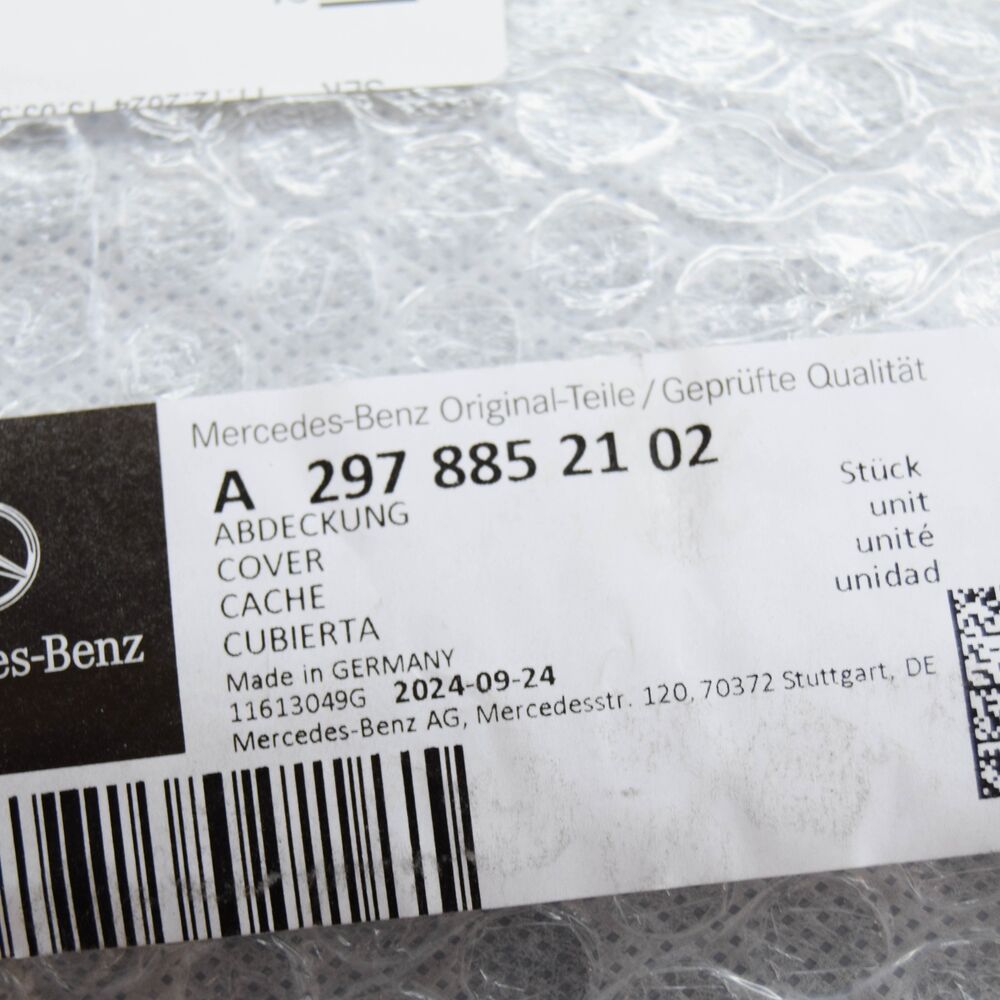 Mercedes-Benz Original-Teile / Geprüfte Qualität
A 297 885 21 02
ABDECKUNG
COVER
CACHE
CUBIERTA
Stück
unit
unité
unidad
Made in GERMANY
11613049G 2024-09-24
Mercedes-Benz AG, Mercedesstr. 120, 70372 Stuttgart, DE
es-Benz